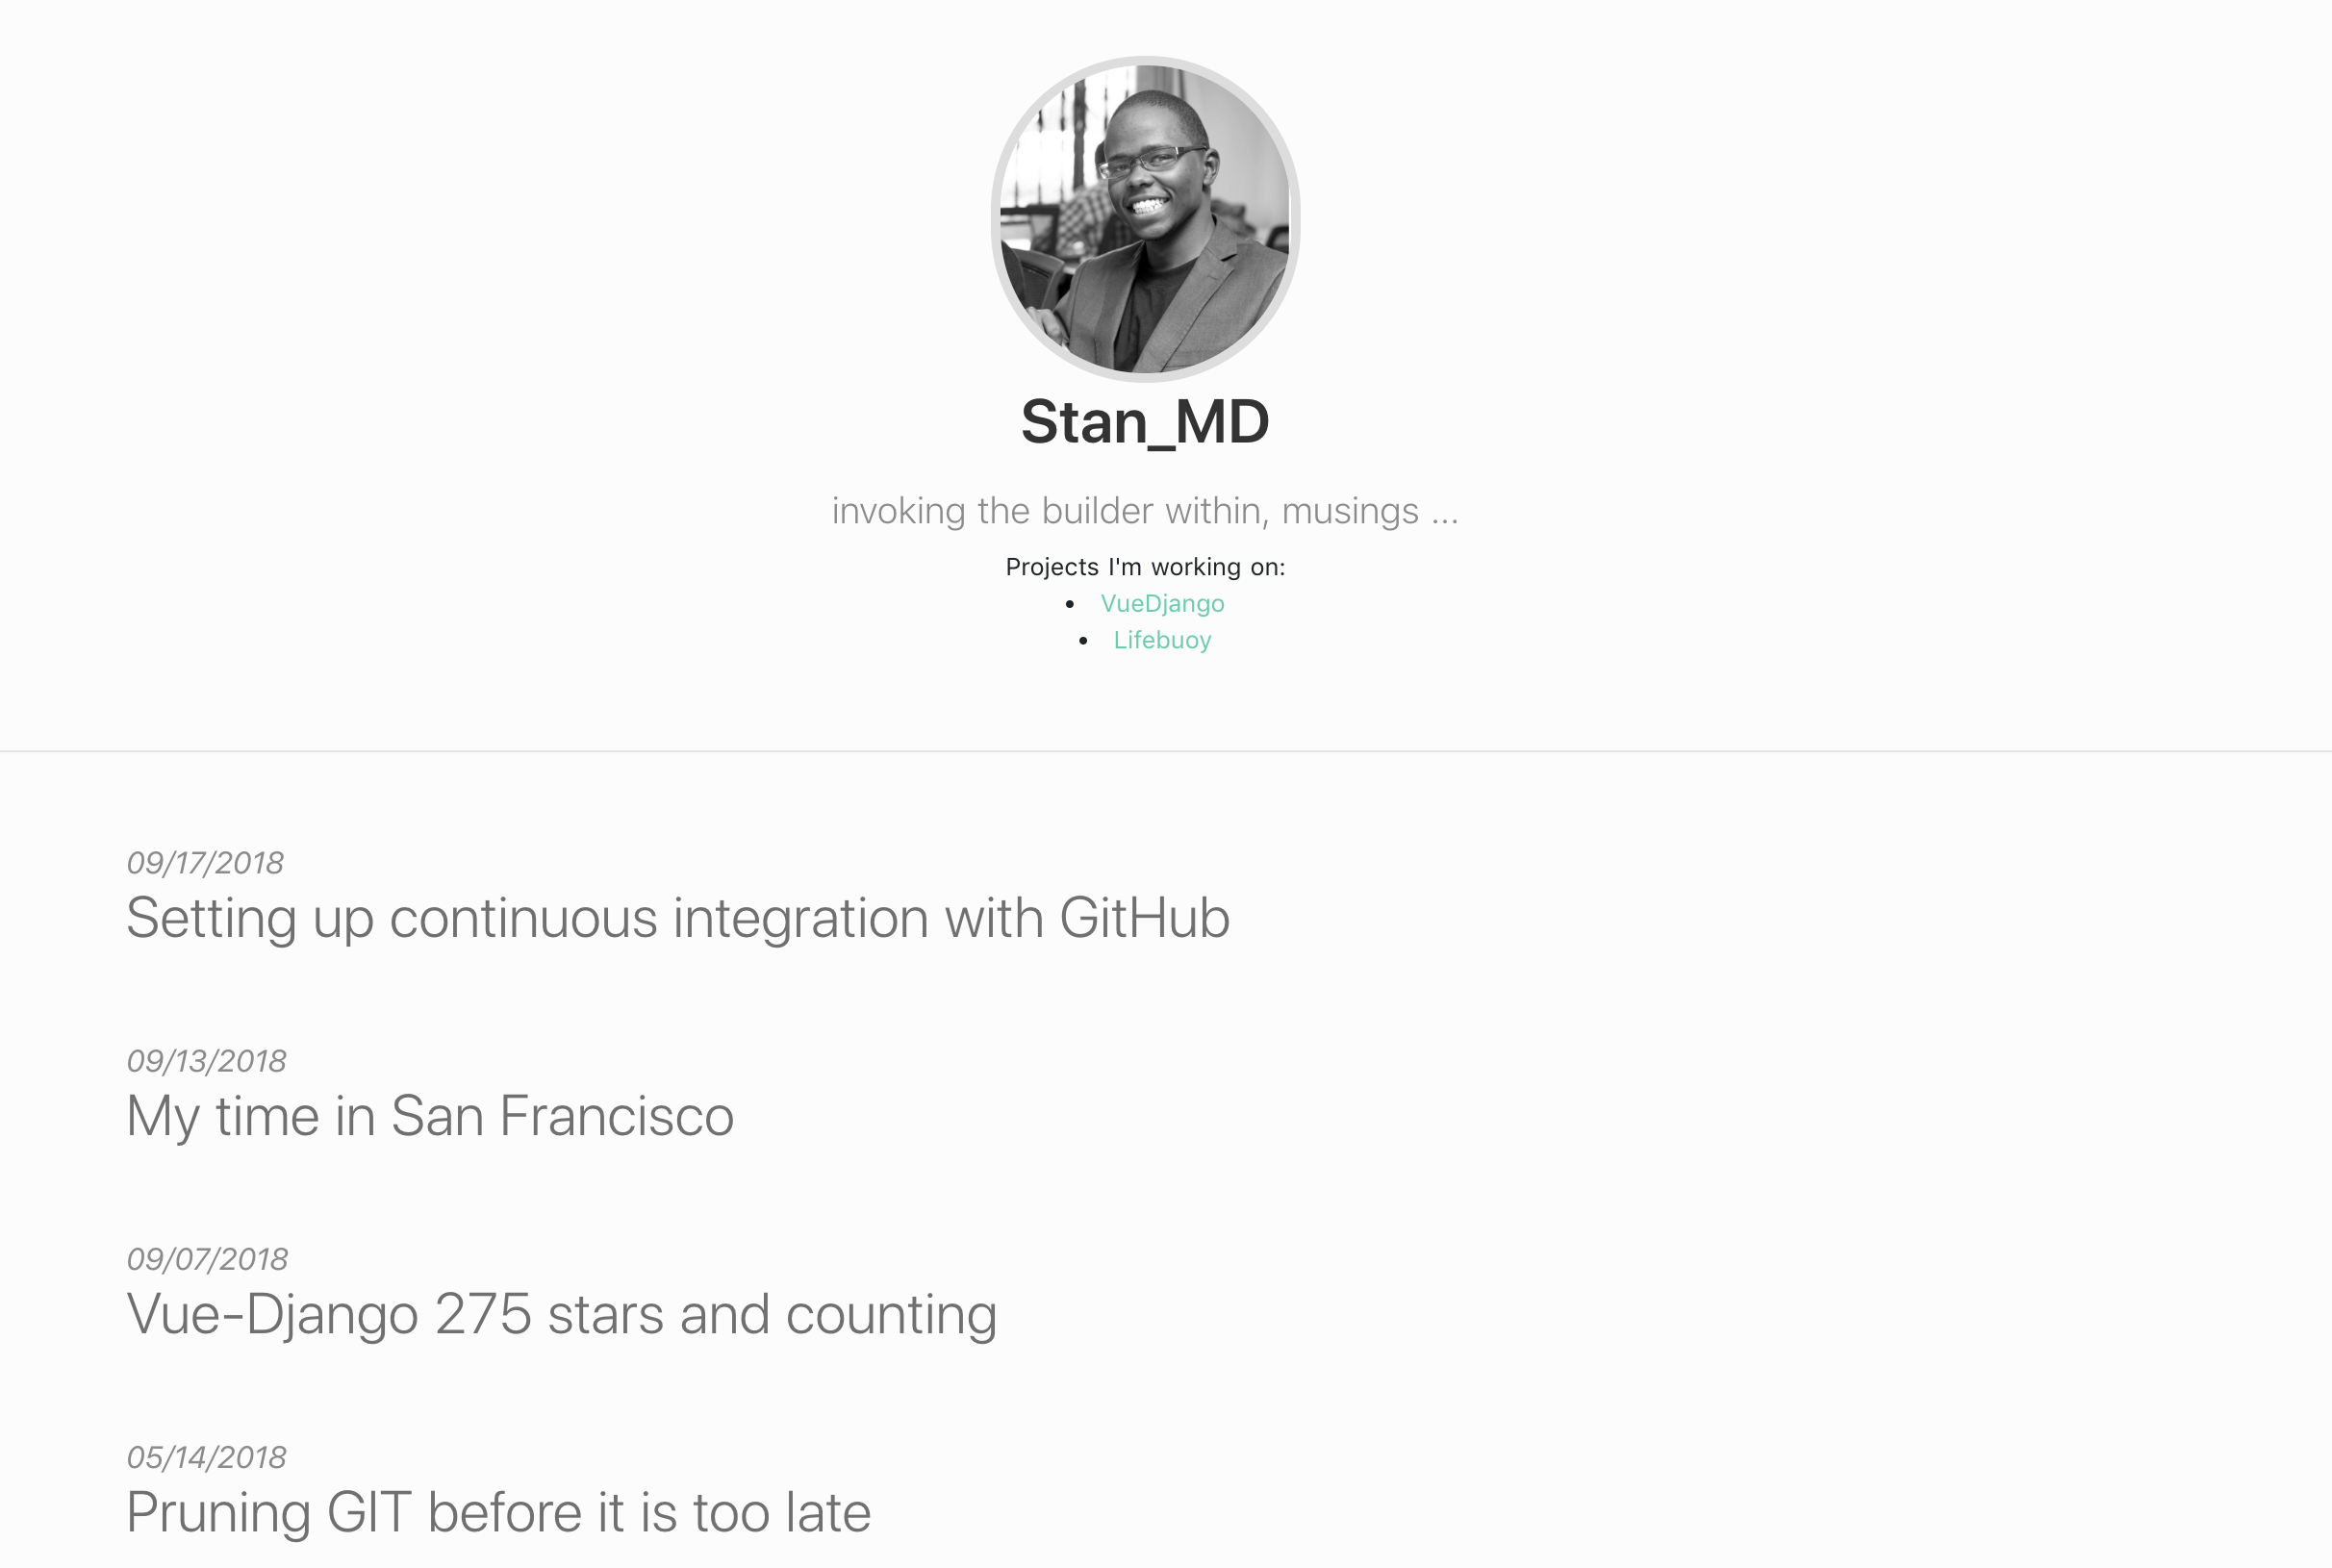 Stan_MD
invoking the builder within, musings ...
Projects I'm working on:
• VueDjango
• Lifebuoy
09/17/2018
Setting up continuous integration with GitHub
09/13/2018
My time in San Francisco
09/07/2018
Vue-Django 275 stars and counting
05/14/2018
Pruning GIT before it is too late